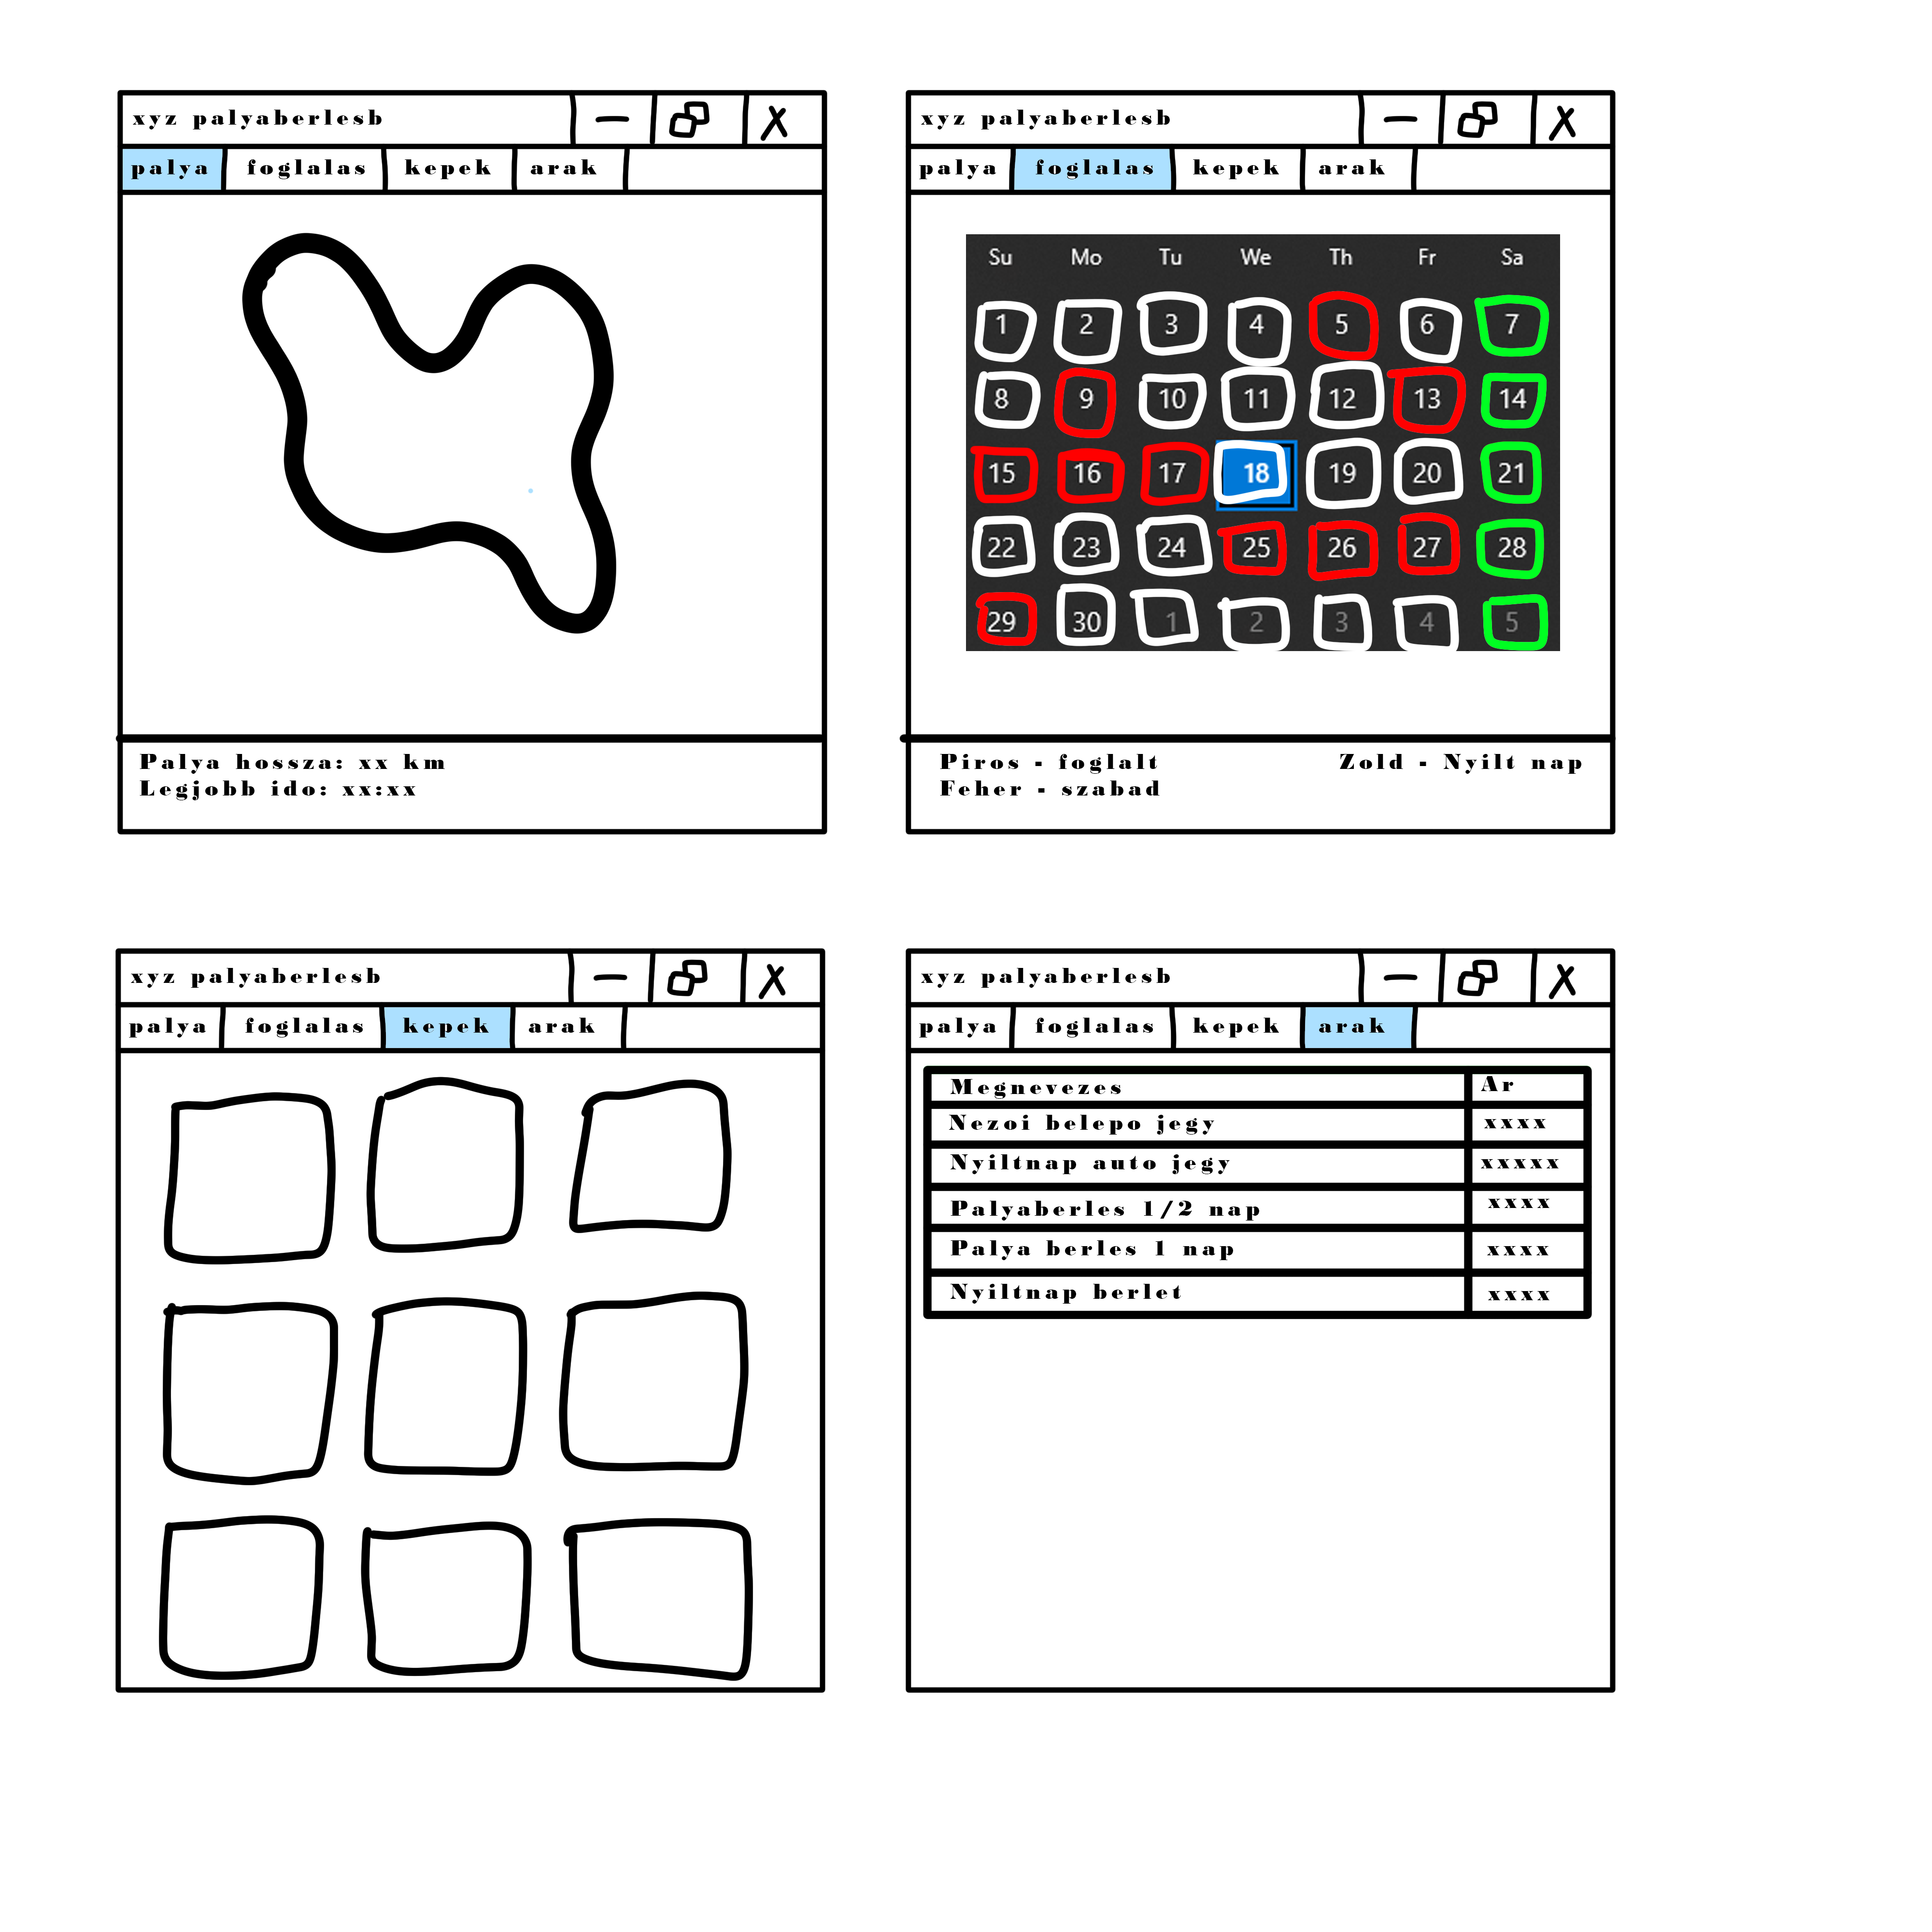 xyz palyaberlesb
palya foglalas kepek arak
Palya hossza: xx km
Legjobb ido: xx:xx
xyz palyaberlesb
palya foglalas kepek arak
Su Mo Tu We Th Fr Sa
1 2 3 4 5 6 7
8 9 10 11 12 13 14
15 16 17 18 19 20 21
22 23 24 25 26 27 28
29 30 1 2 3 4 5
Piros - foglalt Zold - Nyilt nap
Feher - szabad
xyz palyaberlesb
palya foglalas kepek arak
xyz palyaberlesb
palya foglalas kepek arak
Megnevezes Ar
Nezoi belepo jegy xxxx
Nyiltnap auto jegy xxxxx
Palyaberles 1/2 nap xxxx
Palya berles 1 nap xxxx
Nyiltnap berlet xxxx